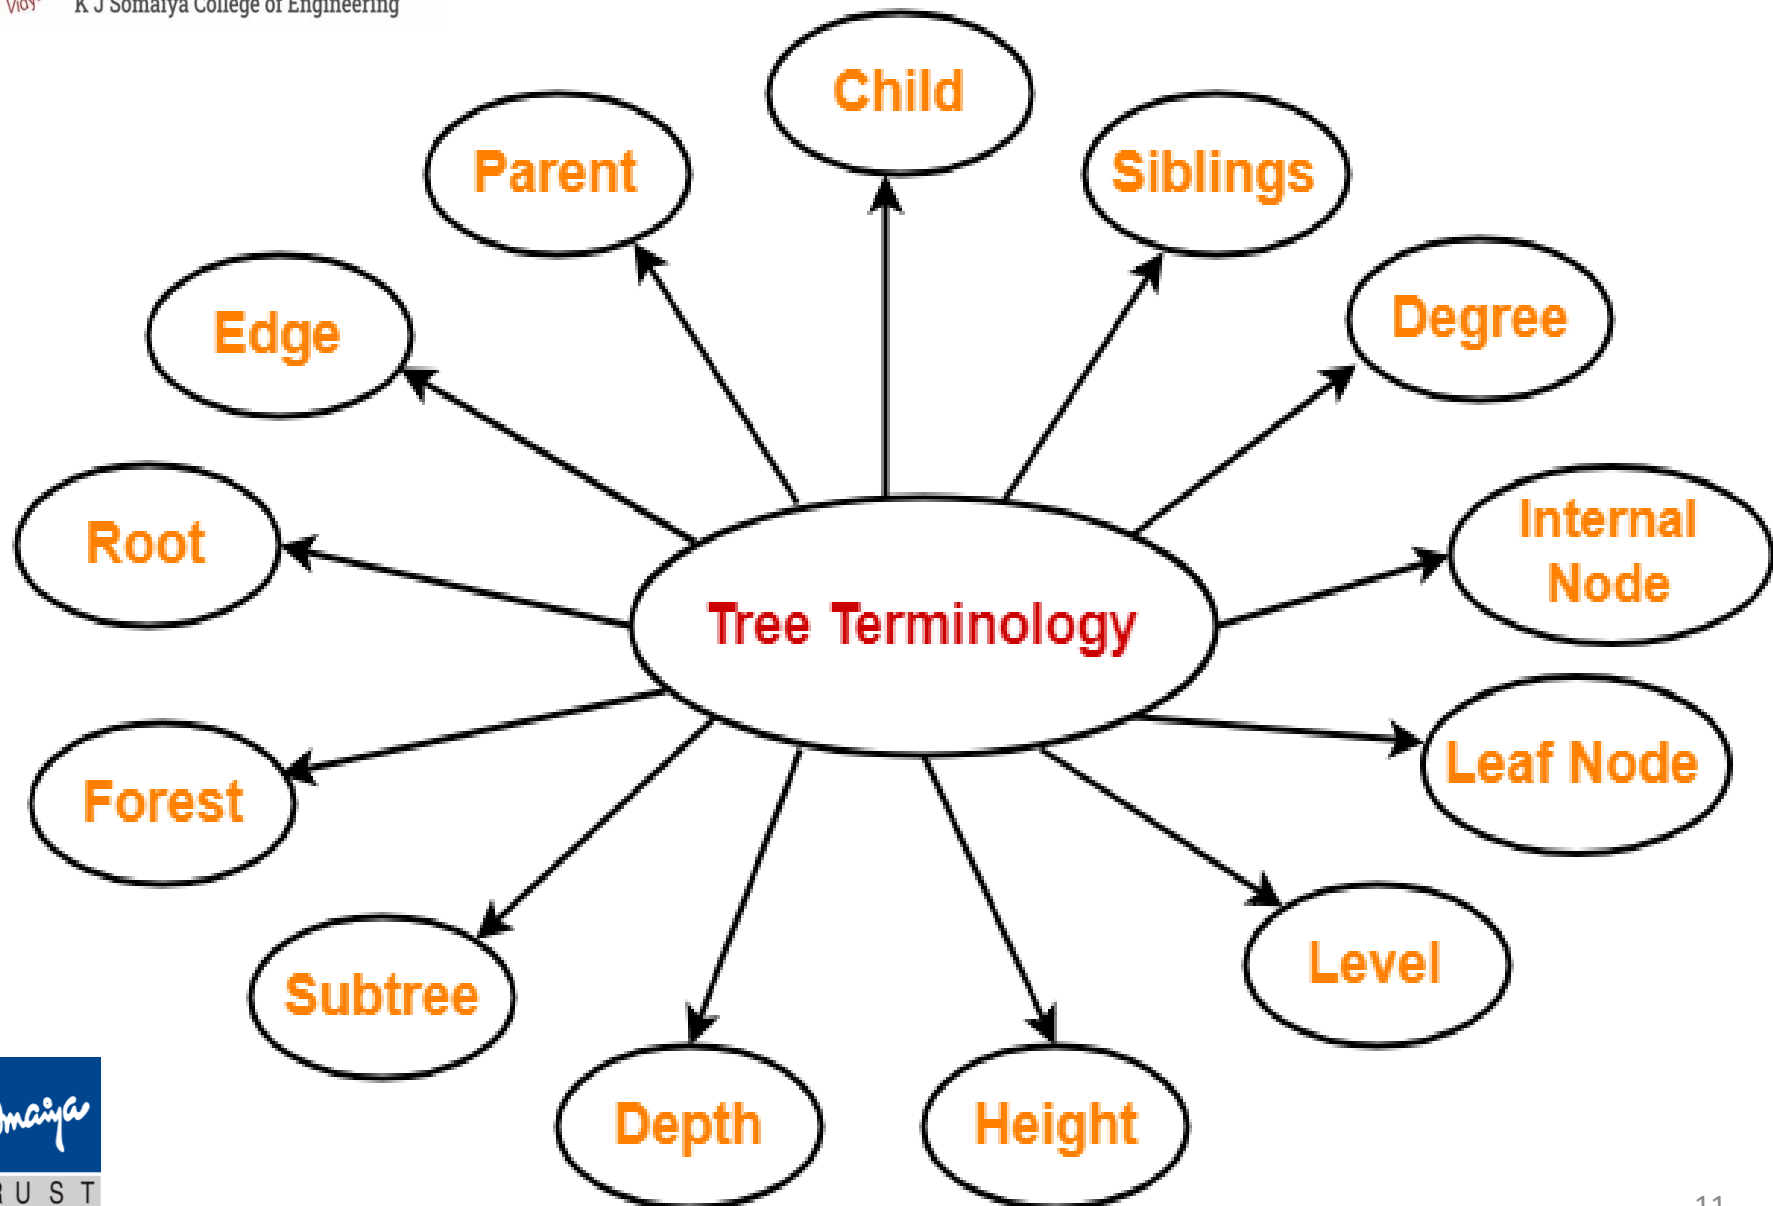 K J Somaiya College of Engineering
Child
Parent
Siblings
Degree
Edge
Internal
Node
Root
Tree Terminology
Leaf Node
Forest
Level
Subtree
Depth
Height
11